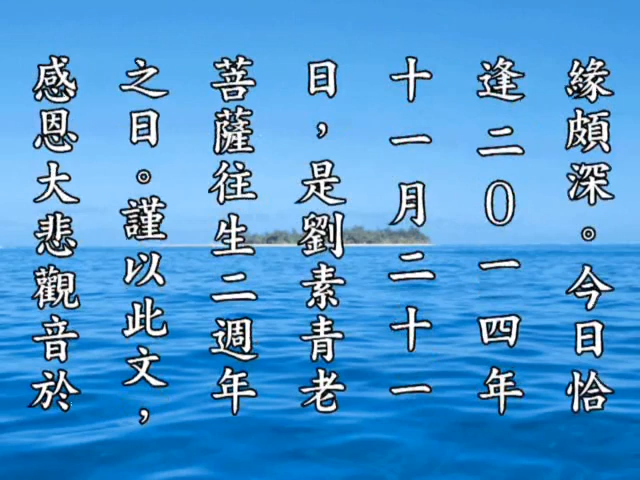 緣頗深。今日恰
逢二０一四年
十一月二十一
日，是劉素青老
菩薩往生二週年
之日。謹以此文，
感恩大悲觀音於